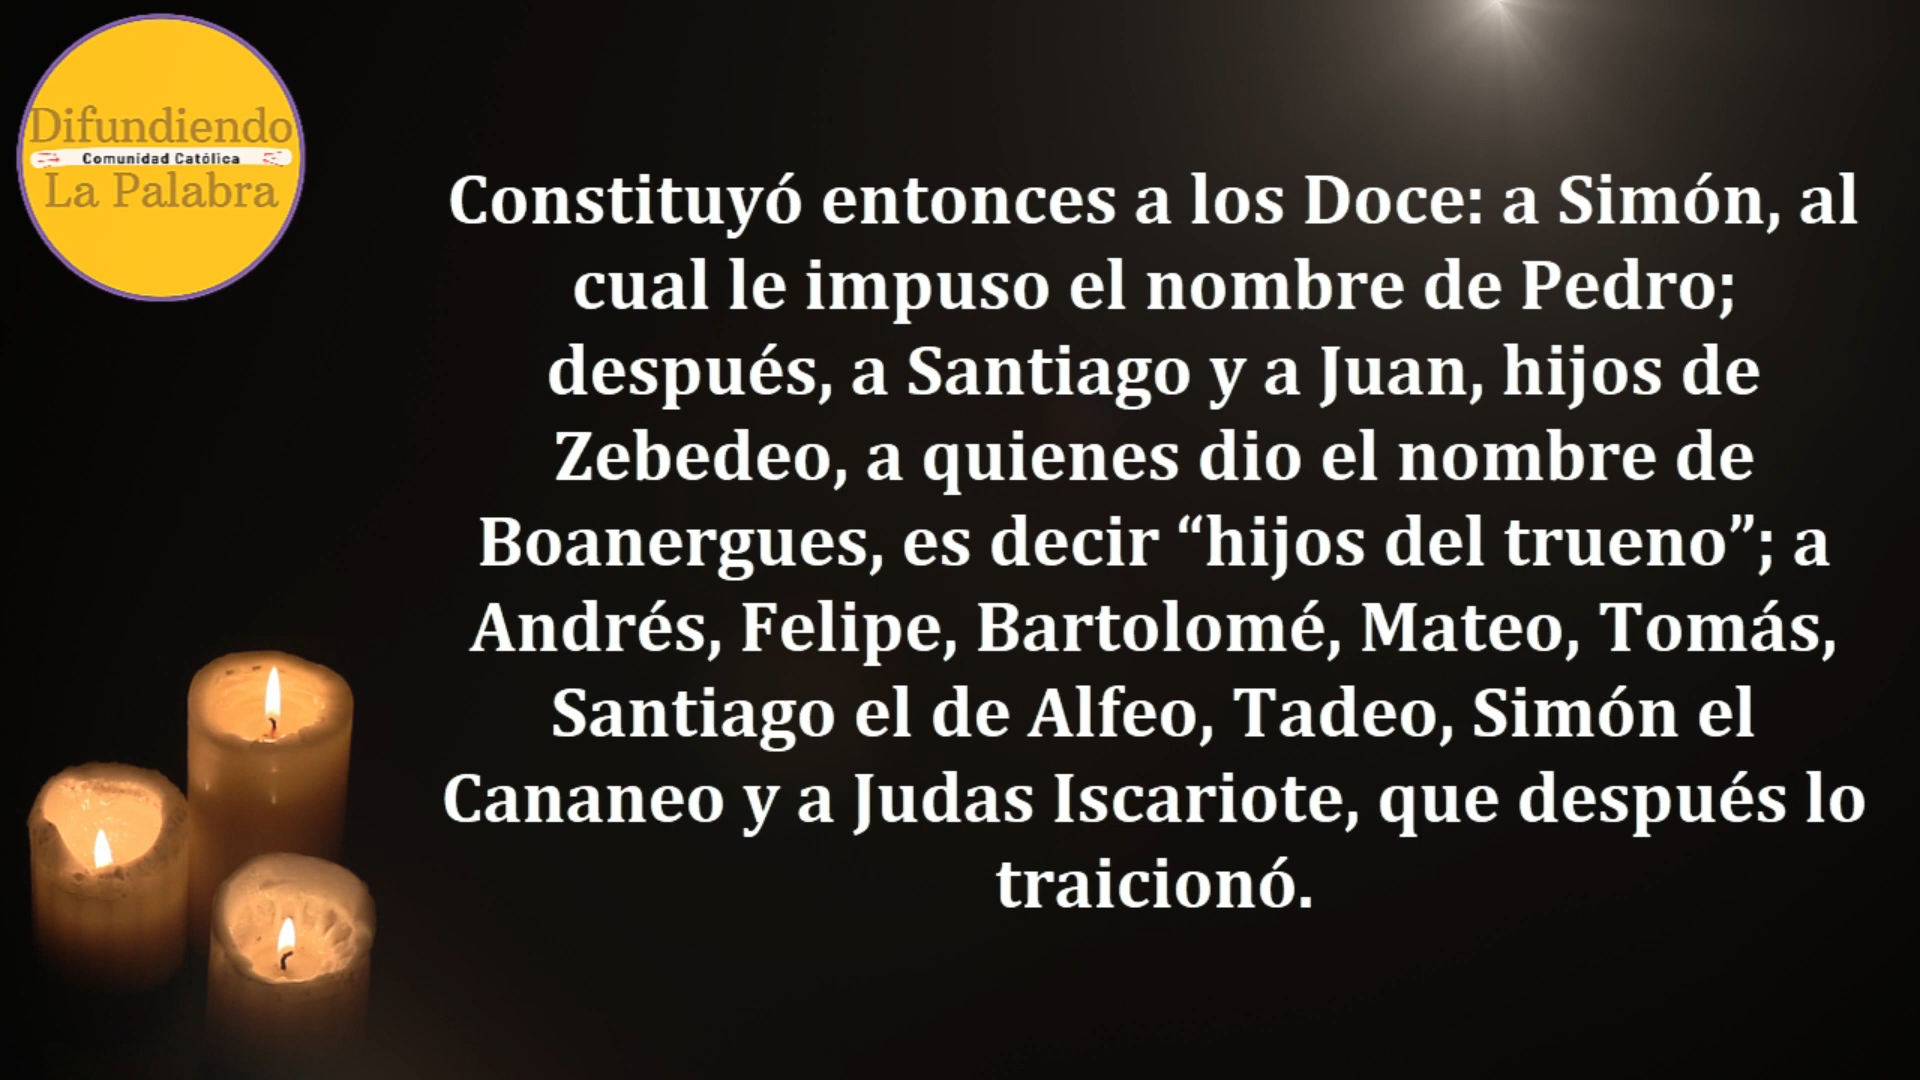 Difundiendo
Comunidad Católica
La Palabra
Constituyó entonces a los Doce: a Simón, al
cual le impuso el nombre de Pedro;
después, a Santiago y a Juan, hijos de
Zebedeo, a quienes dio el nombre de
Boanergues, es decir “hijos del trueno”; a
Andrés, Felipe, Bartolomé, Mateo, Tomás,
Santiago el de Alfeo, Tadeo, Simón el
Cananeo y a Judas Iscariote, que después lo
traicionó.